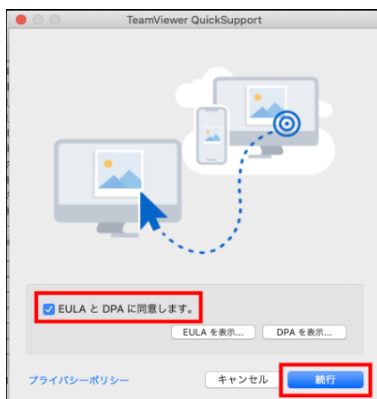 TeamViewer QuickSupport
EULA と DPA に同意します。
EULA を表示... DPA を表示...
プライバシーポリシー キャンセル 続行